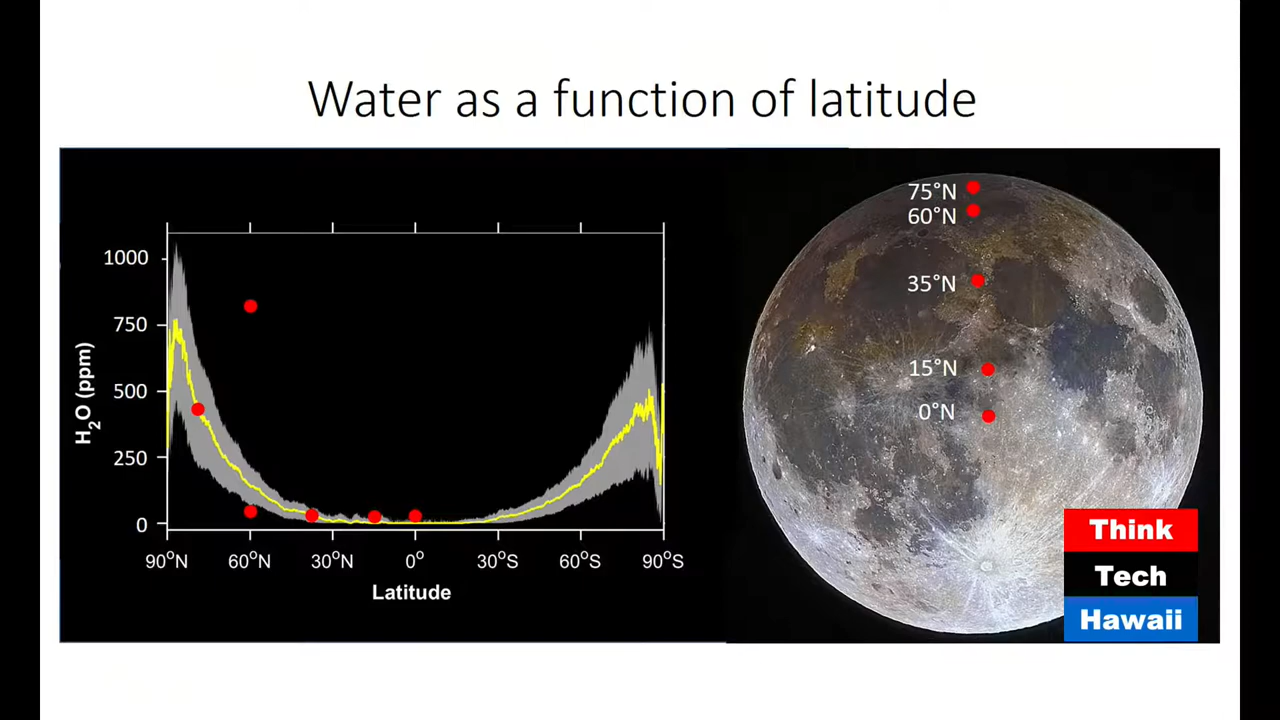 Water as a function of latitude
1000
750
500
250
0
H₂O (ppm)
90°N 60°N 30°N 0° 30°S 60°S 90°S
Latitude
75°N
60°N
35°N
15°N
0°N
Think
Tech
Hawaii